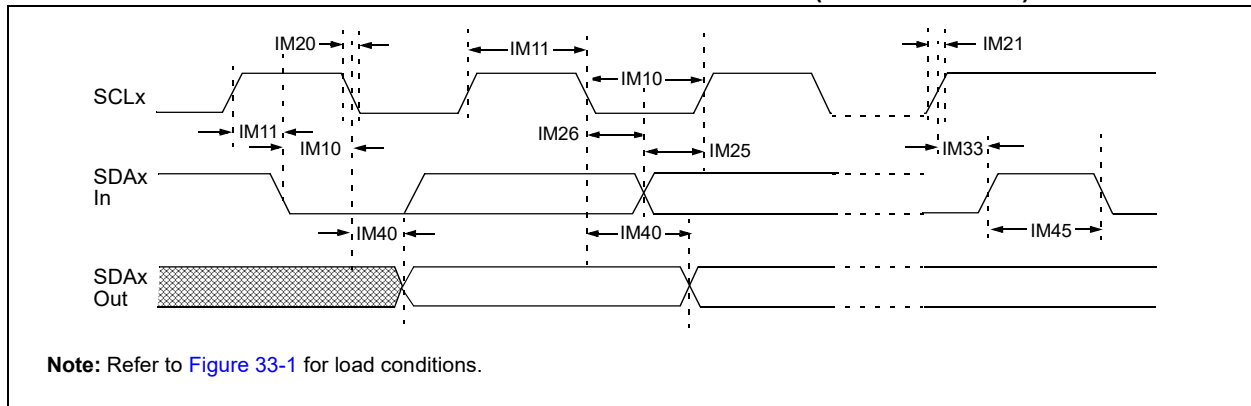 IM20
IM11
IM21
IM10
SCLx
IM11
IM26
IM10
IM25
IM33
SDAx
In
IM40
IM40
IM45
SDAx
Out
Note: Refer to Figure 33-1 for load conditions.